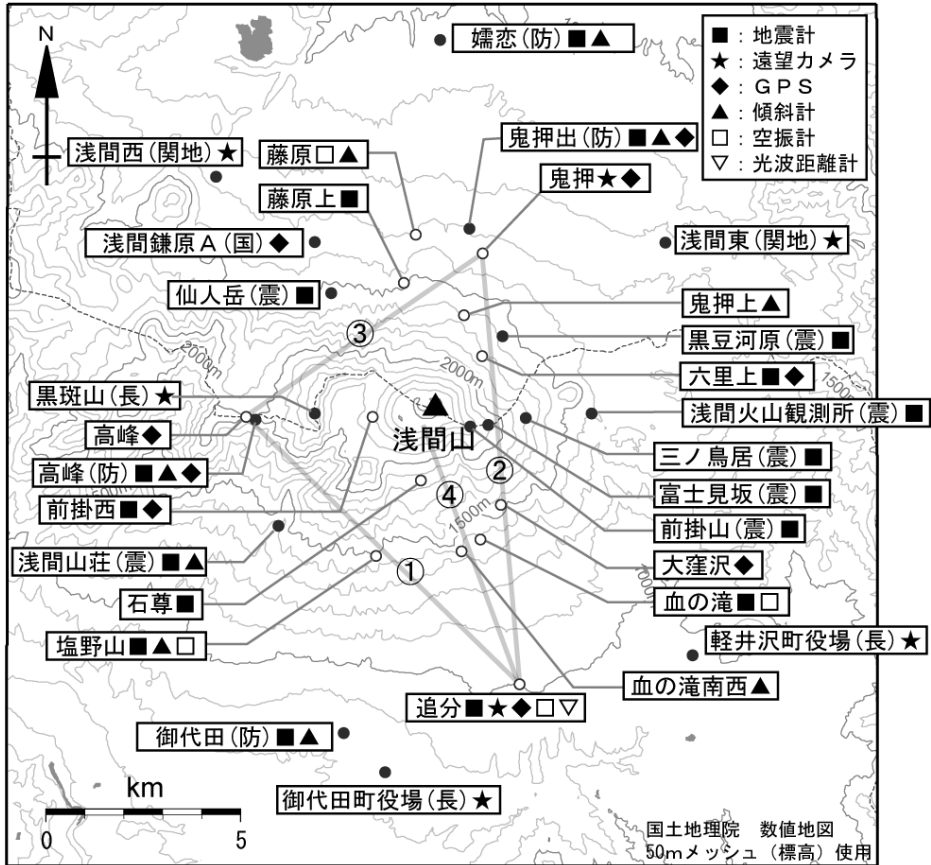 N
嬬恋(防)■▲
■:地震計
★:遠望カメラ
◆:GPS
▲:傾斜計
□:空振計
▽:光波距離計
浅間西(関地)★
藤原□▲
鬼押出(防)■▲◆
藤原上■
鬼押★◆
浅間鎌原A(国)◆
浅間東(関地)★
仙人岳(震)■
鬼押上▲
③
黒豆河原(震)■
2000m
2000m
六里上■◆
1500m
黒斑山(長)★
浅間火山観測所(震)■
高峰◆
浅間山
三ノ鳥居(震)■
高峰(防)■▲◆
②
富士見坂(震)■
前掛西■◆
④
1500m
前掛山(震)■
浅間山荘(震)■▲
①
大窪沢◆
石尊■
血の滝■□
塩野山■▲□
軽井沢町役場(長)★
血の滝南西▲
追分■★◆□▽
御代田(防)■▲
km
御代田町役場(長)★
0 5
国土地理院 数値地図
50mメッシュ(標高)使用